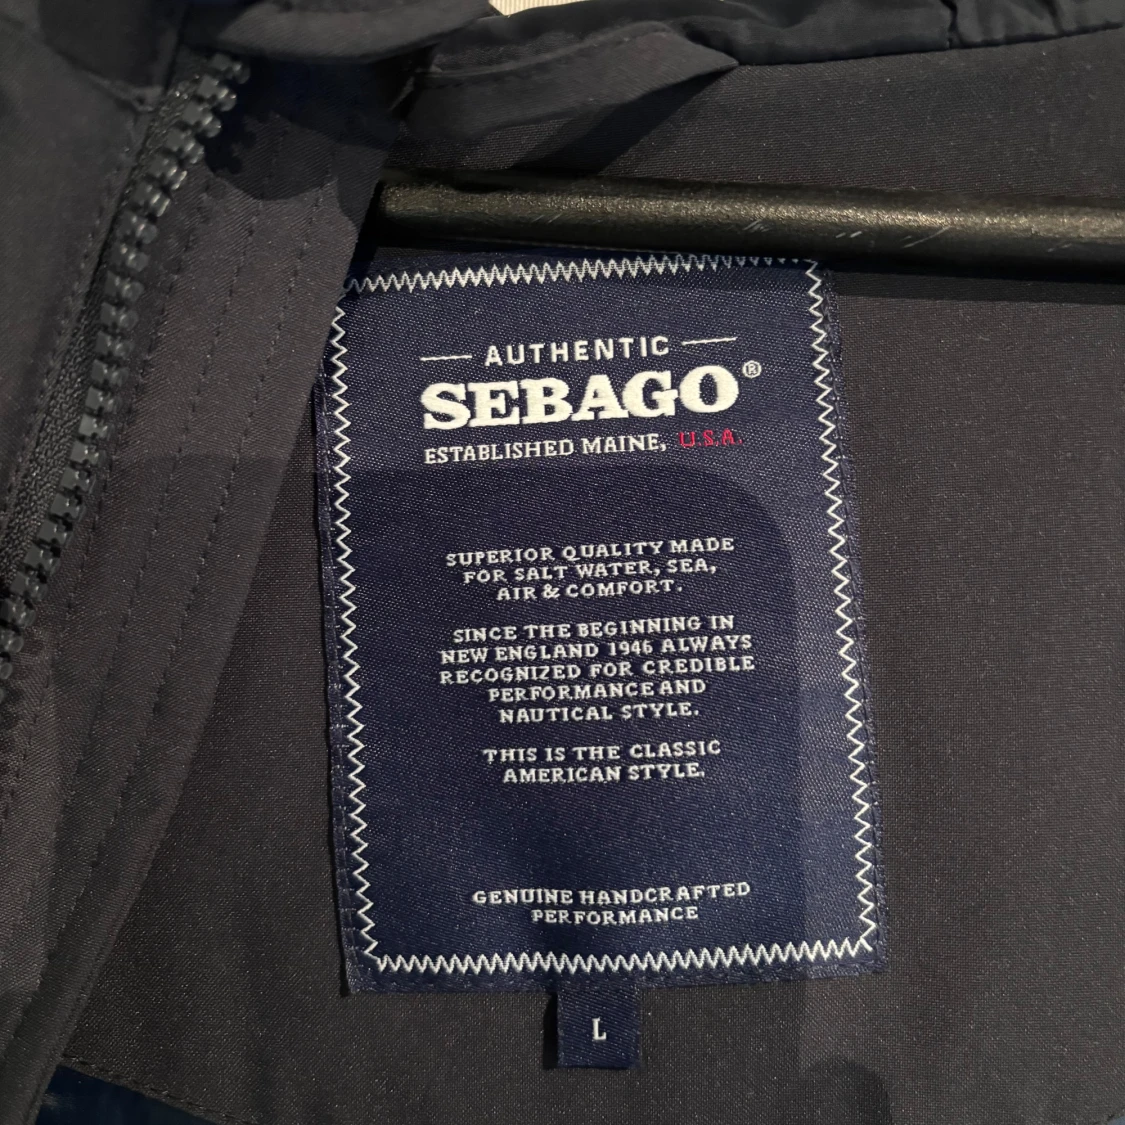 — AUTHENTIC —
SEBAGO®
ESTABLISHED MAINE, U.S.A.
SUPERIOR QUALITY MADE
FOR SALT WATER, SEA,
AIR & COMFORT.
SINCE THE BEGINNING IN
NEW ENGLAND 1946 ALWAYS
RECOGNIZED FOR CREDIBLE
PERFORMANCE AND
NAUTICAL STYLE.
THIS IS THE CLASSIC
AMERICAN STYLE.
GENUINE HANDCRAFTED
PERFORMANCE
L